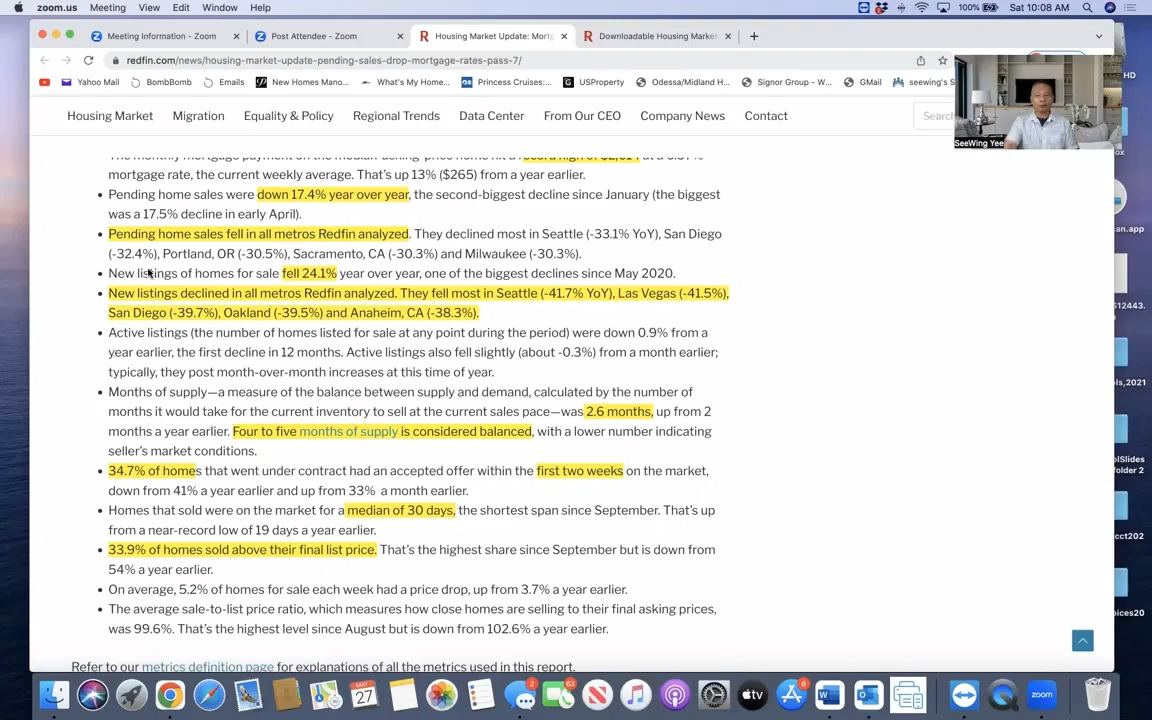 zoom.us Meeting View Edit Window Help
100% Sat 10:08 AM
Meeting Information - Zoom
Post Attendee - Zoom
Housing Market Update: Mort
Downloadable Housing Market
redfin.com/news/housing-market-update-pending-sales-drop-mortgage-rates-pass-7/
Yahoo Mail BombBomb Emails New Homes Mano... What's My Home... Princess Cruises:... USProperty Odessa/Midland H... Signor Group - W... GMail seewing's S
HD
Housing Market Migration Equality & Policy Regional Trends Data Center From Our CEO Company News Contact
Search
SeeWing Yee
mortgage rate, the current weekly average. That's up 13% ($265) from a year earlier.
Pending home sales were down 17.4% year over year, the second-biggest decline since January (the biggest
was a 17.5% decline in early April).
Pending home sales fell in all metros Redfin analyzed. They declined most in Seattle (-33.1% YoY), San Diego
(-32.4%), Portland, OR (-30.5%), Sacramento, CA (-30.3%) and Milwaukee (-30.3%).
New listings of homes for sale fell 24.1% year over year, one of the biggest declines since May 2020.
New listings declined in all metros Redfin analyzed. They fell most in Seattle (-41.7% YoY), Las Vegas (-41.5%),
San Diego (-39.7%), Oakland (-39.5%) and Anaheim, CA (-38.3%).
Active listings (the number of homes listed for sale at any point during the period) were down 0.9% from a
year earlier, the first decline in 12 months. Active listings also fell slightly (about -0.3%) from a month earlier;
typically, they post month-over-month increases at this time of year.
Months of supply—a measure of the balance between supply and demand, calculated by the number of
months it would take for the current inventory to sell at the current sales pace—was 2.6 months, up from 2
months a year earlier. Four to five months of supply is considered balanced, with a lower number indicating
seller's market conditions.
34.7% of homes that went under contract had an accepted offer within the first two weeks on the market,
down from 41% a year earlier and up from 33% a month earlier.
Homes that sold were on the market for a median of 30 days, the shortest span since September. That's up
from a near-record low of 19 days a year earlier.
33.9% of homes sold above their final list price. That's the highest share since September but is down from
54% a year earlier.
On average, 5.2% of homes for sale each week had a price drop, up from 3.7% a year earlier.
The average sale-to-list price ratio, which measures how close homes are selling to their final asking prices,
was 99.6%. That's the highest level since August but is down from 102.6% a year earlier.
Refer to our metrics definition page for explanations of all the metrics used in this report.
can.app
512443.
ls,2021
olSlides
folder 2
cct202
oices20
MAY
27
2
63
tv
6
zoom